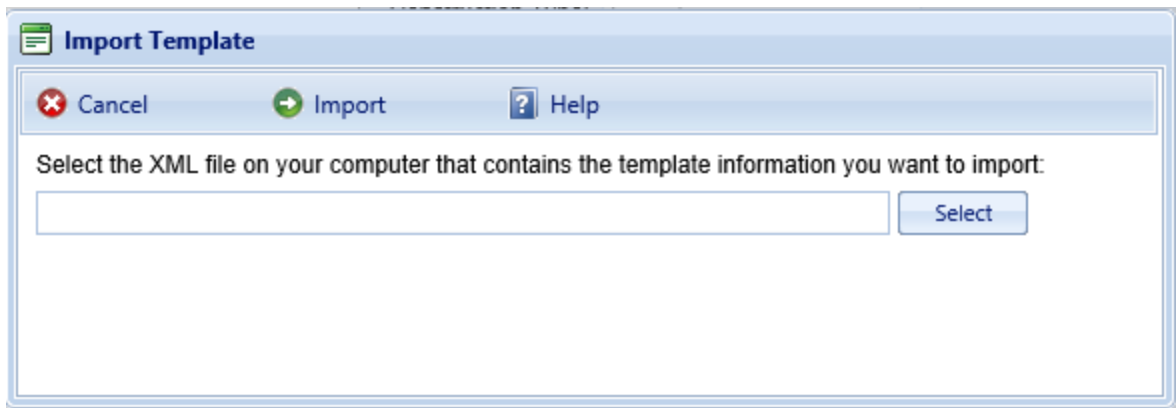 Import Template
Cancel Import Help
Select the XML file on your computer that contains the template information you want to import:
Select